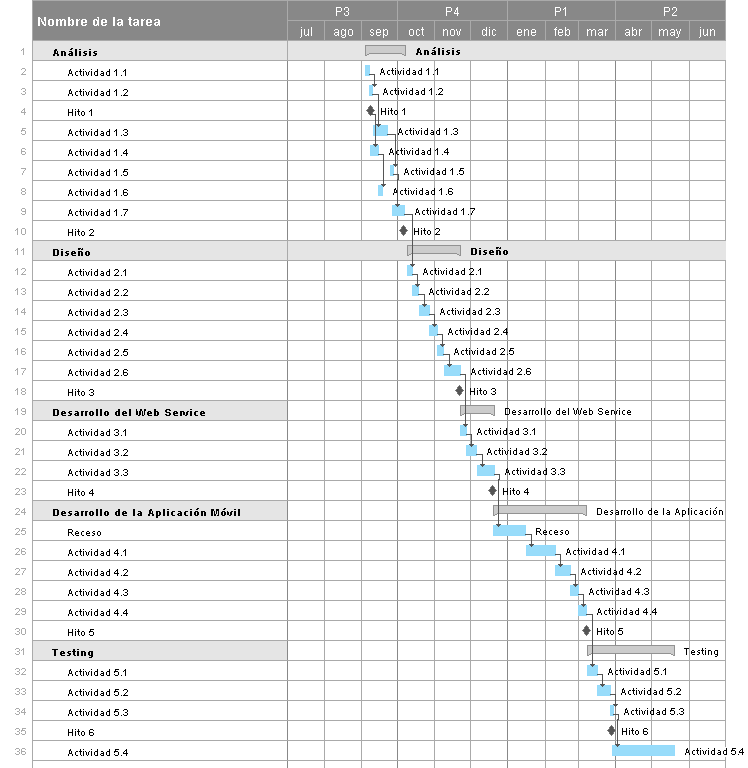 Nombre de la tarea
P3 P4 P1 P2
jul ago sep oct nov dic ene feb mar abr may jun
1 Análisis Análisis
2 Actividad 1.1 Actividad 1.1
3 Actividad 1.2 Actividad 1.2
4 Hito 1 Hito 1
5 Actividad 1.3 Actividad 1.3
6 Actividad 1.4 Actividad 1.4
7 Actividad 1.5 Actividad 1.5
8 Actividad 1.6 Actividad 1.6
9 Actividad 1.7 Actividad 1.7
10 Hito 2 Hito 2
11 Diseño Diseño
12 Actividad 2.1 Actividad 2.1
13 Actividad 2.2 Actividad 2.2
14 Actividad 2.3 Actividad 2.3
15 Actividad 2.4 Actividad 2.4
16 Actividad 2.5 Actividad 2.5
17 Actividad 2.6 Actividad 2.6
18 Hito 3 Hito 3
19 Desarrollo del Web Service Desarrollo del Web Service
20 Actividad 3.1 Actividad 3.1
21 Actividad 3.2 Actividad 3.2
22 Actividad 3.3 Actividad 3.3
23 Hito 4 Hito 4
24 Desarrollo de la Aplicación Móvil Desarrollo de la Aplicación
25 Receso Receso
26 Actividad 4.1 Actividad 4.1
27 Actividad 4.2 Actividad 4.2
28 Actividad 4.3 Actividad 4.3
29 Actividad 4.4 Actividad 4.4
30 Hito 5 Hito 5
31 Testing Testing
32 Actividad 5.1 Actividad 5.1
33 Actividad 5.2 Actividad 5.2
34 Actividad 5.3 Actividad 5.3
35 Hito 6 Hito 6
36 Actividad 5.4 Actividad 5.4